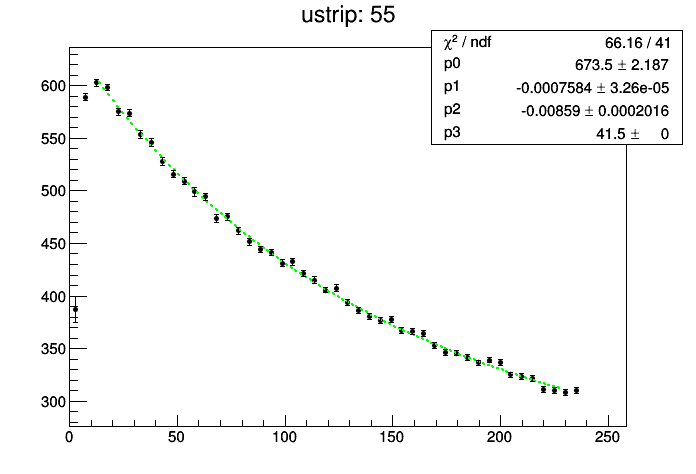 ustrip: 55
χ² / ndf 66.16 / 41
p0 673.5 ± 2.187
p1 -0.0007584 ± 3.26e-05
p2 -0.00859 ± 0.0002016
p3 41.5 ± 0
600
550
500
450
400
350
300
0 50 100 150 200 250